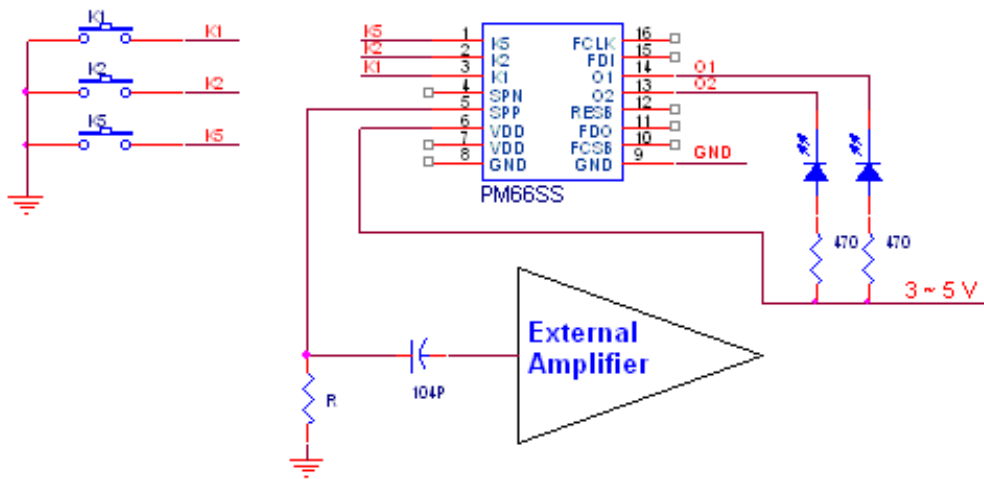 K1
K1
K2
K2
K5
K5
K5
K2
K1
1
2
3
4
5
6
7
8
K5
K2
K1
SPN
SPP
VDD
VDD
GND
FCLK
FDI
O1
O2
RESB
FDO
FCSB
GND
16
15
14
13
12
11
10
9
O1
O2
GND
PM66SS
470
470
3 ~ 5 V
External
Amplifier
104P
R